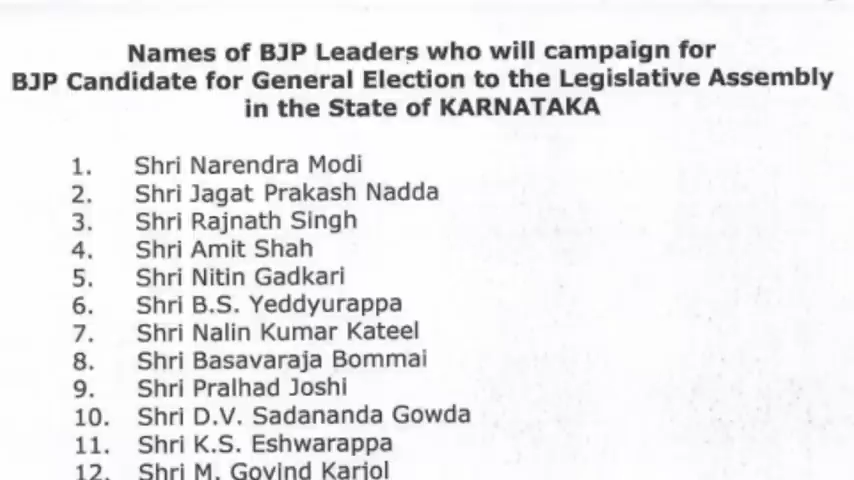 Names of BJP Leaders who will campaign for
BJP Candidate for General Election to the Legislative Assembly
in the State of KARNATAKA
1. Shri Narendra Modi
2. Shri Jagat Prakash Nadda
3. Shri Rajnath Singh
4. Shri Amit Shah
5. Shri Nitin Gadkari
6. Shri B.S. Yeddyurappa
7. Shri Nalin Kumar Kateel
8. Shri Basavaraja Bommai
9. Shri Pralhad Joshi
10. Shri D.V. Sadananda Gowda
11. Shri K.S. Eshwarappa
12. Shri M. Govind Karjol